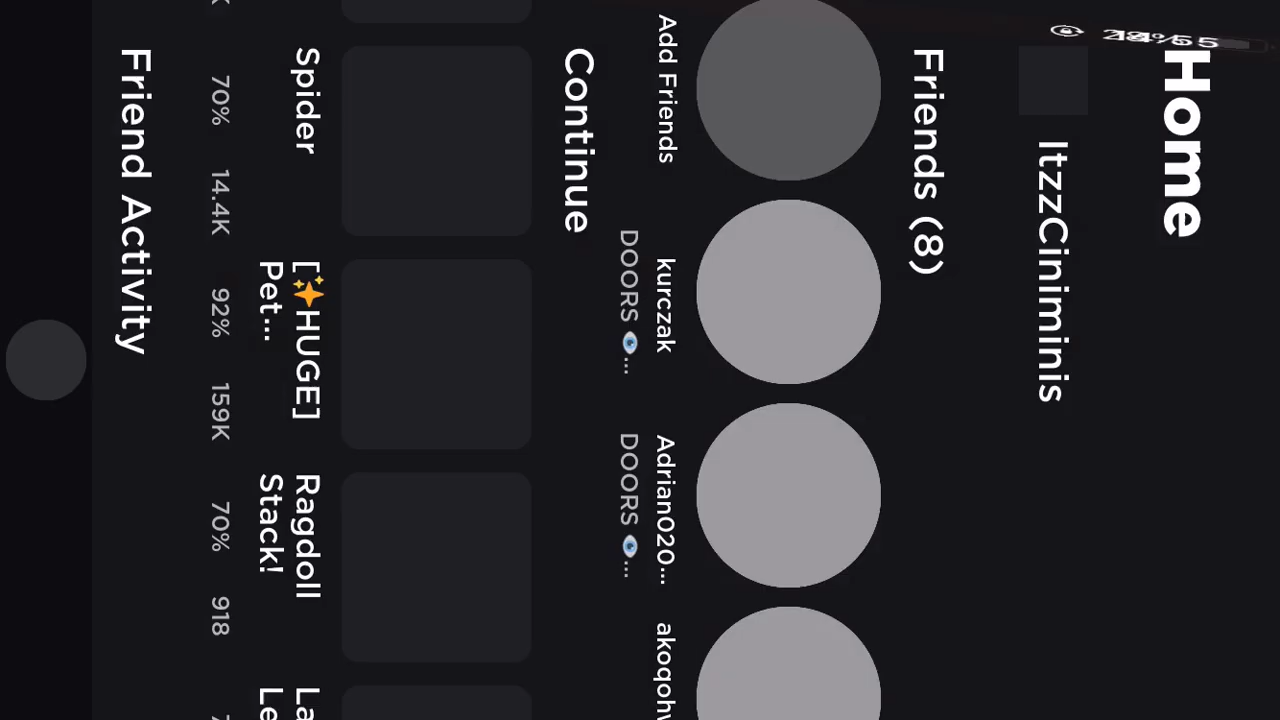 Home
ItzzCiniminis
Friends (8)
Add Friends
kurczak
Adrian020...
DOORS 👁️...
DOORS 👁️...
Continue
Spider
[✨HUGE]
Pet...
Ragdoll
Stack!
70% 14.4K
92% 159K
70% 918
Friend Activity